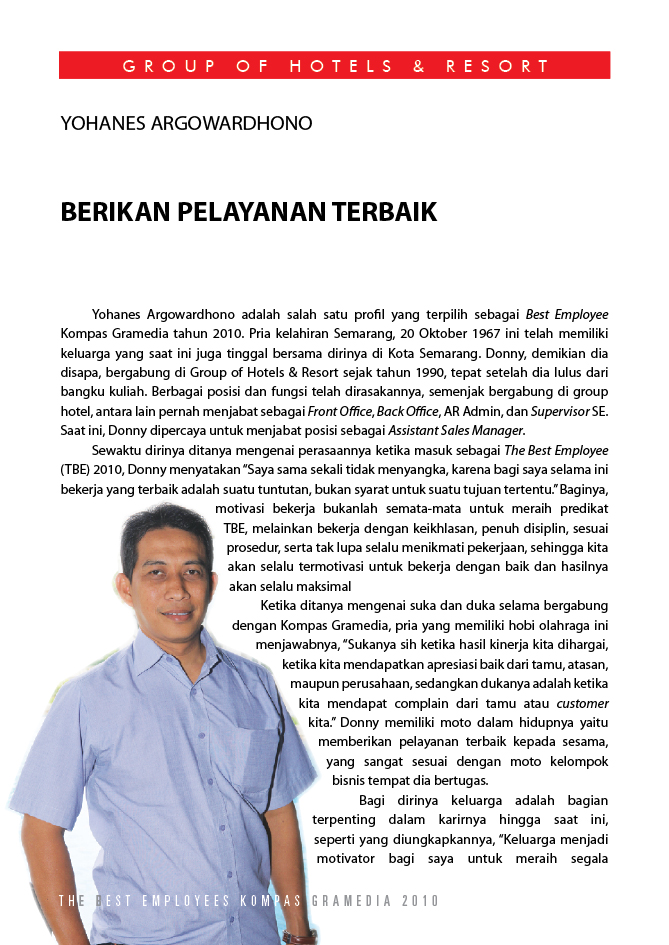 GROUP OF HOTELS & RESORT
YOHANES ARGOWARDHONO
BERIKAN PELAYANAN TERBAIK
Yohanes Argowardhono adalah salah satu profil yang terpilih sebagai Best Employee
Kompas Gramedia tahun 2010. Pria kelahiran Semarang, 20 Oktober 1967 ini telah memiliki
keluarga yang saat ini juga tinggal bersama dirinya di Kota Semarang. Donny, demikian dia
disapa, bergabung di Group of Hotels & Resort sejak tahun 1990, tepat setelah dia lulus dari
bangku kuliah. Berbagai posisi dan fungsi telah dirasakannya, semenjak bergabung di group
hotel, antara lain pernah menjabat sebagai Front Office, Back Office, AR Admin, dan Supervisor SE.
Saat ini, Donny dipercaya untuk menjabat posisi sebagai Assistant Sales Manager.
Sewaktu dirinya ditanya mengenai perasaannya ketika masuk sebagai The Best Employee
(TBE) 2010, Donny menyatakan “Saya sama sekali tidak menyangka, karena bagi saya selama ini
bekerja yang terbaik adalah suatu tuntutan, bukan syarat untuk suatu tujuan tertentu.” Baginya,
motivasi bekerja bukanlah semata-mata untuk meraih predikat
TBE, melainkan bekerja dengan keikhlasan, penuh disiplin, sesuai
prosedur, serta tak lupa selalu menikmati pekerjaan, sehingga kita
akan selalu termotivasi untuk bekerja dengan baik dan hasilnya
akan selalu maksimal
Ketika ditanya mengenai suka dan duka selama bergabung
dengan Kompas Gramedia, pria yang memiliki hobi olahraga ini
menjawabnya, “Sukanya sih ketika hasil kinerja kita dihargai,
ketika kita mendapatkan apresiasi baik dari tamu, atasan,
maupun perusahaan, sedangkan dukanya adalah ketika
kita mendapat complain dari tamu atau customer
kita.” Donny memiliki moto dalam hidupnya yaitu
memberikan pelayanan terbaik kepada sesama,
yang sangat sesuai dengan moto kelompok
bisnis tempat dia bertugas.
Bagi dirinya keluarga adalah bagian
terpenting dalam karirnya hingga saat ini,
seperti yang diungkapkannya, “Keluarga menjadi
motivator bagi saya untuk meraih segala
THE BEST EMPLOYEES KOMPAS GRAMEDIA 2010